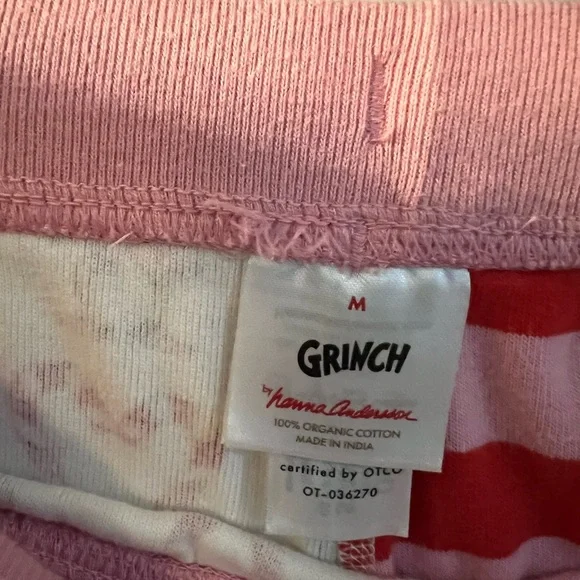 M
GRINCH
by hanna andersson
100% ORGANIC COTTON
MADE IN INDIA
certified by OTCO
OT-036270